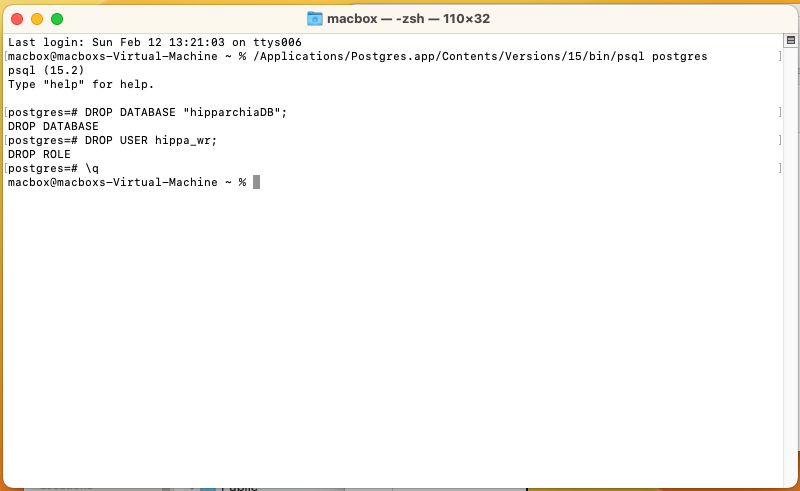 macbox — -zsh — 110×32
Last login: Sun Feb 12 13:21:03 on ttys006
[macbox@macboxs-Virtual-Machine ~ % /Applications/Postgres.app/Contents/Versions/15/bin/psql postgres ]
psql (15.2)
Type "help" for help.
[postgres=# DROP DATABASE "hipparchiaDB"; ]
DROP DATABASE
[postgres=# DROP USER hippa_wr; ]
DROP ROLE
[postgres=# \q ]
macbox@macboxs-Virtual-Machine ~ %